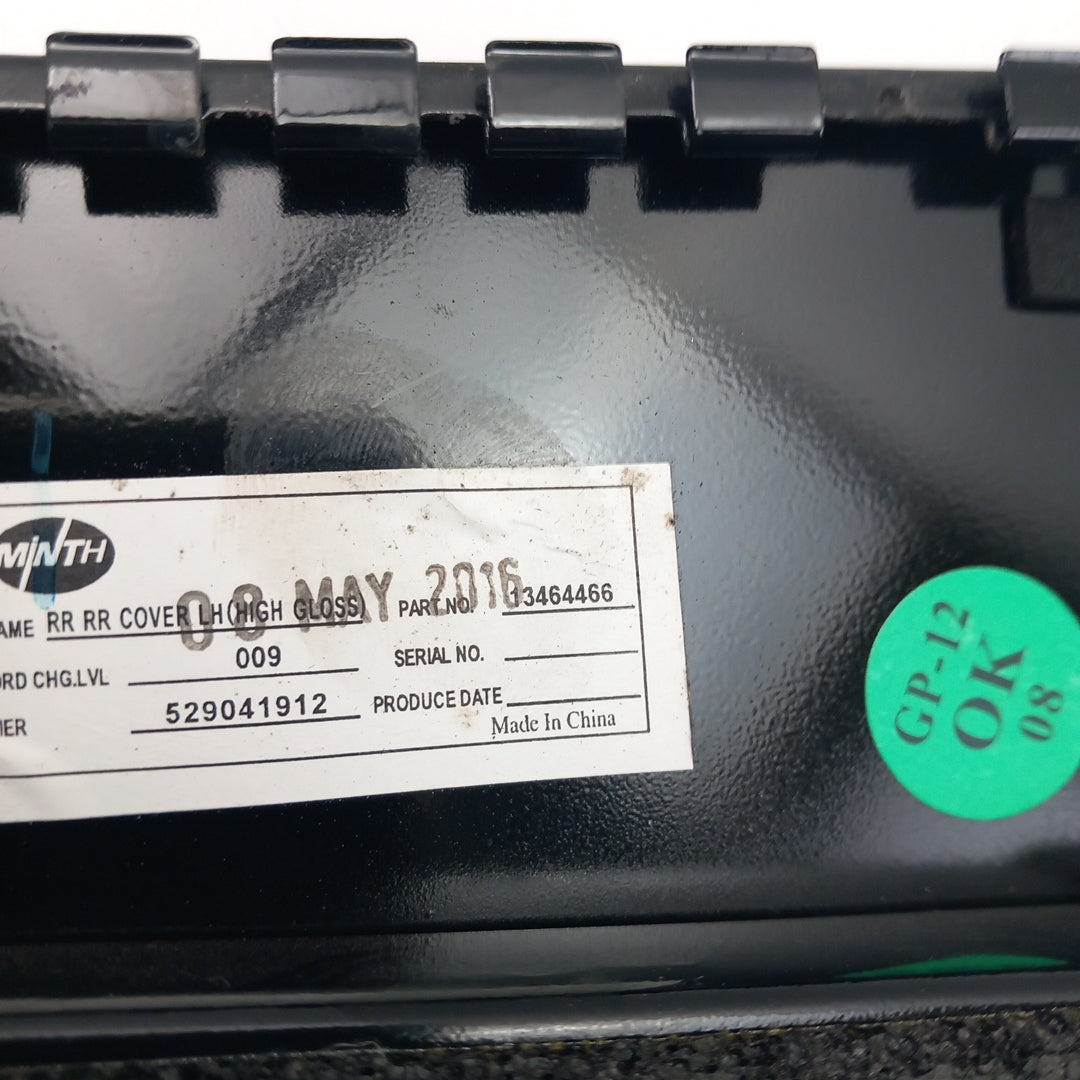 MINTH
08 MAY 2016
AME RR RR COVER LH(HIGH GLOSS) PART.NO. 13464466
ORD CHG.LVL 009 SERIAL NO.
IER 529041912 PRODUCE DATE
Made In China
GP-12
OK
08